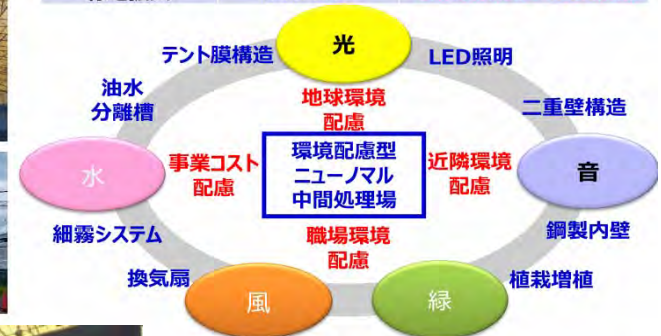 光
テント膜構造
LED照明
油水
分離槽
地球環境
配慮
二重壁構造
水
事業コスト
配慮
環境配慮型
ニューノマル
中間処理場
近隣環境
配慮
音
細霧システム
職場環境
配慮
鋼製内壁
換気扇
風
緑
植栽増植